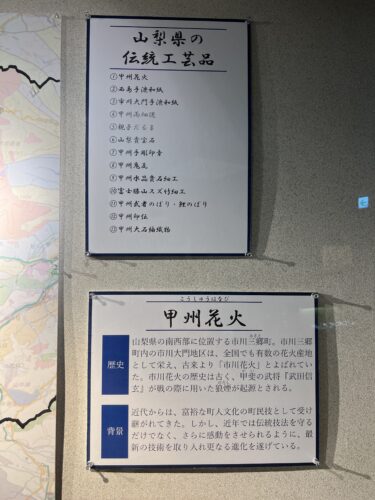 山梨県の
伝統工芸品
①甲州花火
②西島手漉和紙
③市川大門手漉和紙
④甲州雨畑硯
⑤親子だるま
⑥山梨貴宝石
⑦甲州手彫印章
⑧甲州鬼瓦
⑨甲州水晶貴石細工
⑩富士勝山スズ竹細工
⑪甲州武者のぼり・鯉のぼり
⑫甲州印伝
⑬甲州大石紬織物
こうしゅうはなび
甲州花火
歴史
山梨県の南西部に位置する市川三郷町。市川三郷
町内の市川大門地区は、全国でも有数の花火産地
として栄え、古来より「市川花火」とよばれてい
た。市川花火の歴史は古く、甲斐の武将『武田信
玄』が戦の際に用いた狼煙が起源とされる。
背景
近代からは、富裕な町人文化の町民技として受け
継がれてきた。しかし、近年では伝統技法を守る
だけでなく、さらに感動をさせられるように、最
新の技術を取り入れ更なる進化を遂げている。